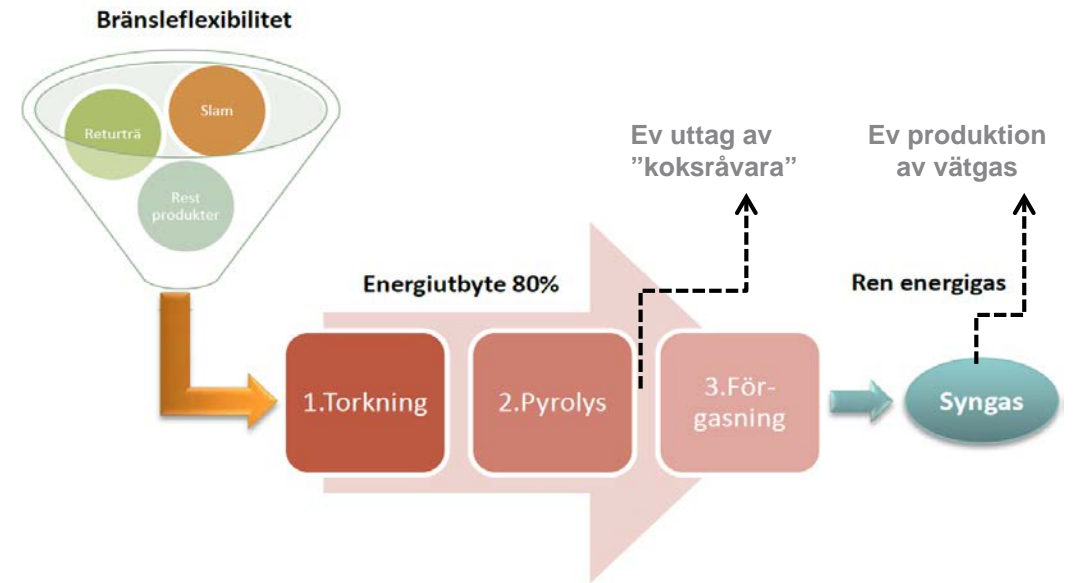 Bränsleflexibilitet
Slam
Returträ
Rest
produkter
Ev uttag av
”koksråvara”
Ev produktion
av vätgas
Energiutbyte 80%
Ren energigas
1.Torkning
2.Pyrolys
3.För-
gasning
Syngas